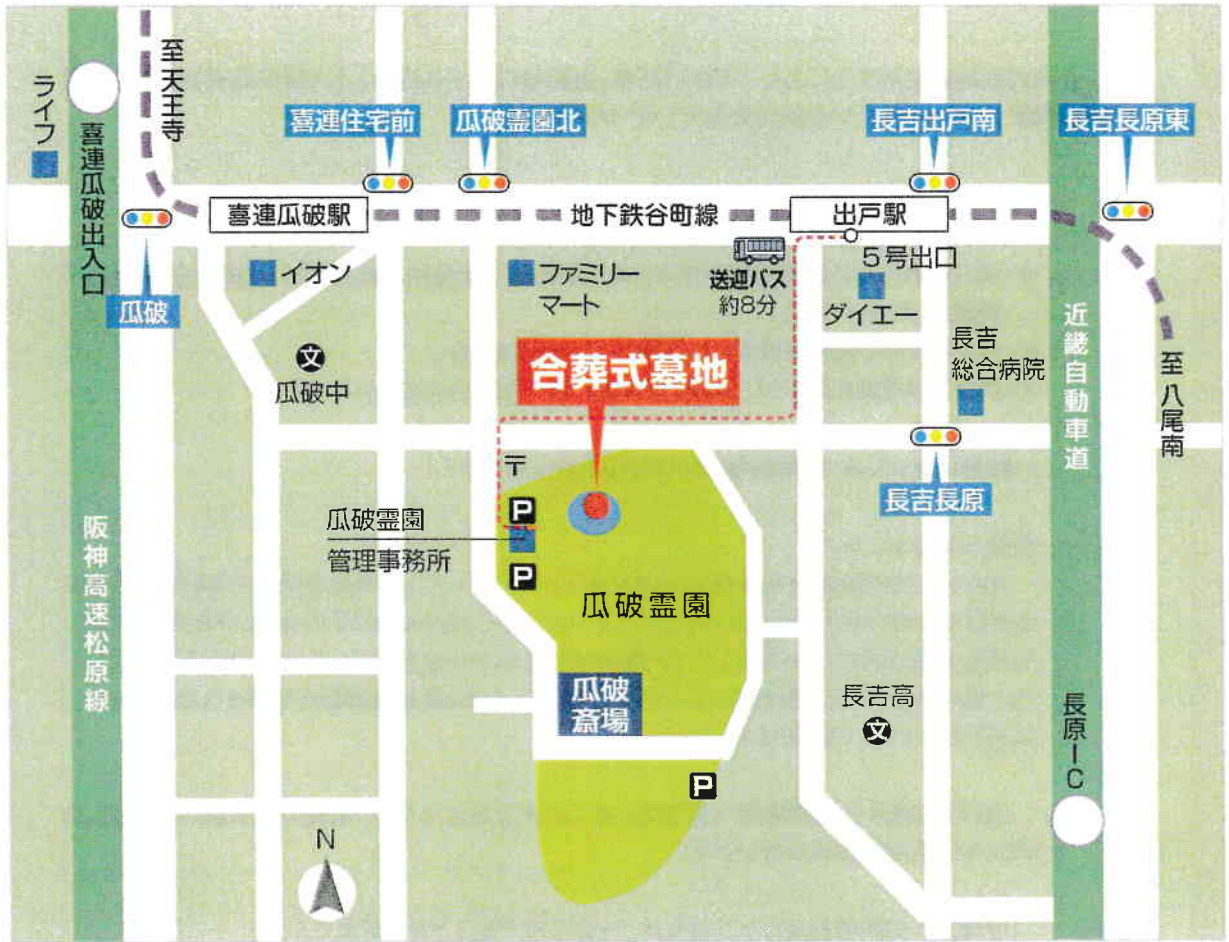 至天王寺
ライフ
喜連瓜破出入口
喜連住宅前
瓜破霊園北
長吉出戸南
長吉長原東
喜連瓜破駅
地下鉄谷町線
出戸駅
瓜破
イオン
ファミリー
マート
送迎バス
約8分
5号出口
ダイエー
文
瓜破中
合葬式墓地
長吉
総合病院
近畿自動車道
至八尾南
〒
P
長吉長原
瓜破霊園
管理事務所
P
瓜破霊園
阪神高速松原線
瓜破
斎場
長吉高
文
長原IC
P
N